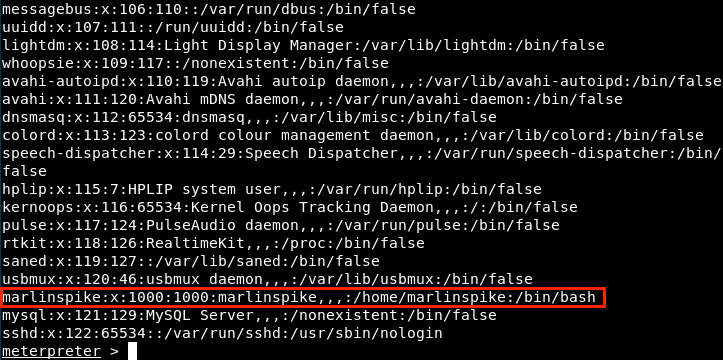 messagebus:x:106:110::/var/run/dbus:/bin/false
uuidd:x:107:111::/run/uuidd:/bin/false
lightdm:x:108:114:Light Display Manager:/var/lib/lightdm:/bin/false
whoopsie:x:109:117::/nonexistent:/bin/false
avahi-autoipd:x:110:119:Avahi autoip daemon,,,:/var/lib/avahi-autoipd:/bin/false
avahi:x:111:120:Avahi mDNS daemon,,,:/var/run/avahi-daemon:/bin/false
dnsmasq:x:112:65534:dnsmasq,,,:/var/lib/misc:/bin/false
colord:x:113:123:colord colour management daemon,,,:/var/lib/colord:/bin/false
speech-dispatcher:x:114:29:Speech Dispatcher,,,:/var/run/speech-dispatcher:/bin/
false
hplip:x:115:7:HPLIP system user,,,:/var/run/hplip:/bin/false
kernoops:x:116:65534:Kernel Oops Tracking Daemon,,,:/:/bin/false
pulse:x:117:124:PulseAudio daemon,,,:/var/run/pulse:/bin/false
rtkit:x:118:126:RealtimeKit,,,:/proc:/bin/false
saned:x:119:127::/var/lib/saned:/bin/false
usbmux:x:120:46:usbmux daemon,,,:/var/lib/usbmux:/bin/false
marlinspike:x:1000:1000:marlinspike,,,:/home/marlinspike:/bin/bash
mysql:x:121:129:MySQL Server,,,:/nonexistent:/bin/false
sshd:x:122:65534::/var/run/sshd:/usr/sbin/nologin
meterpreter >